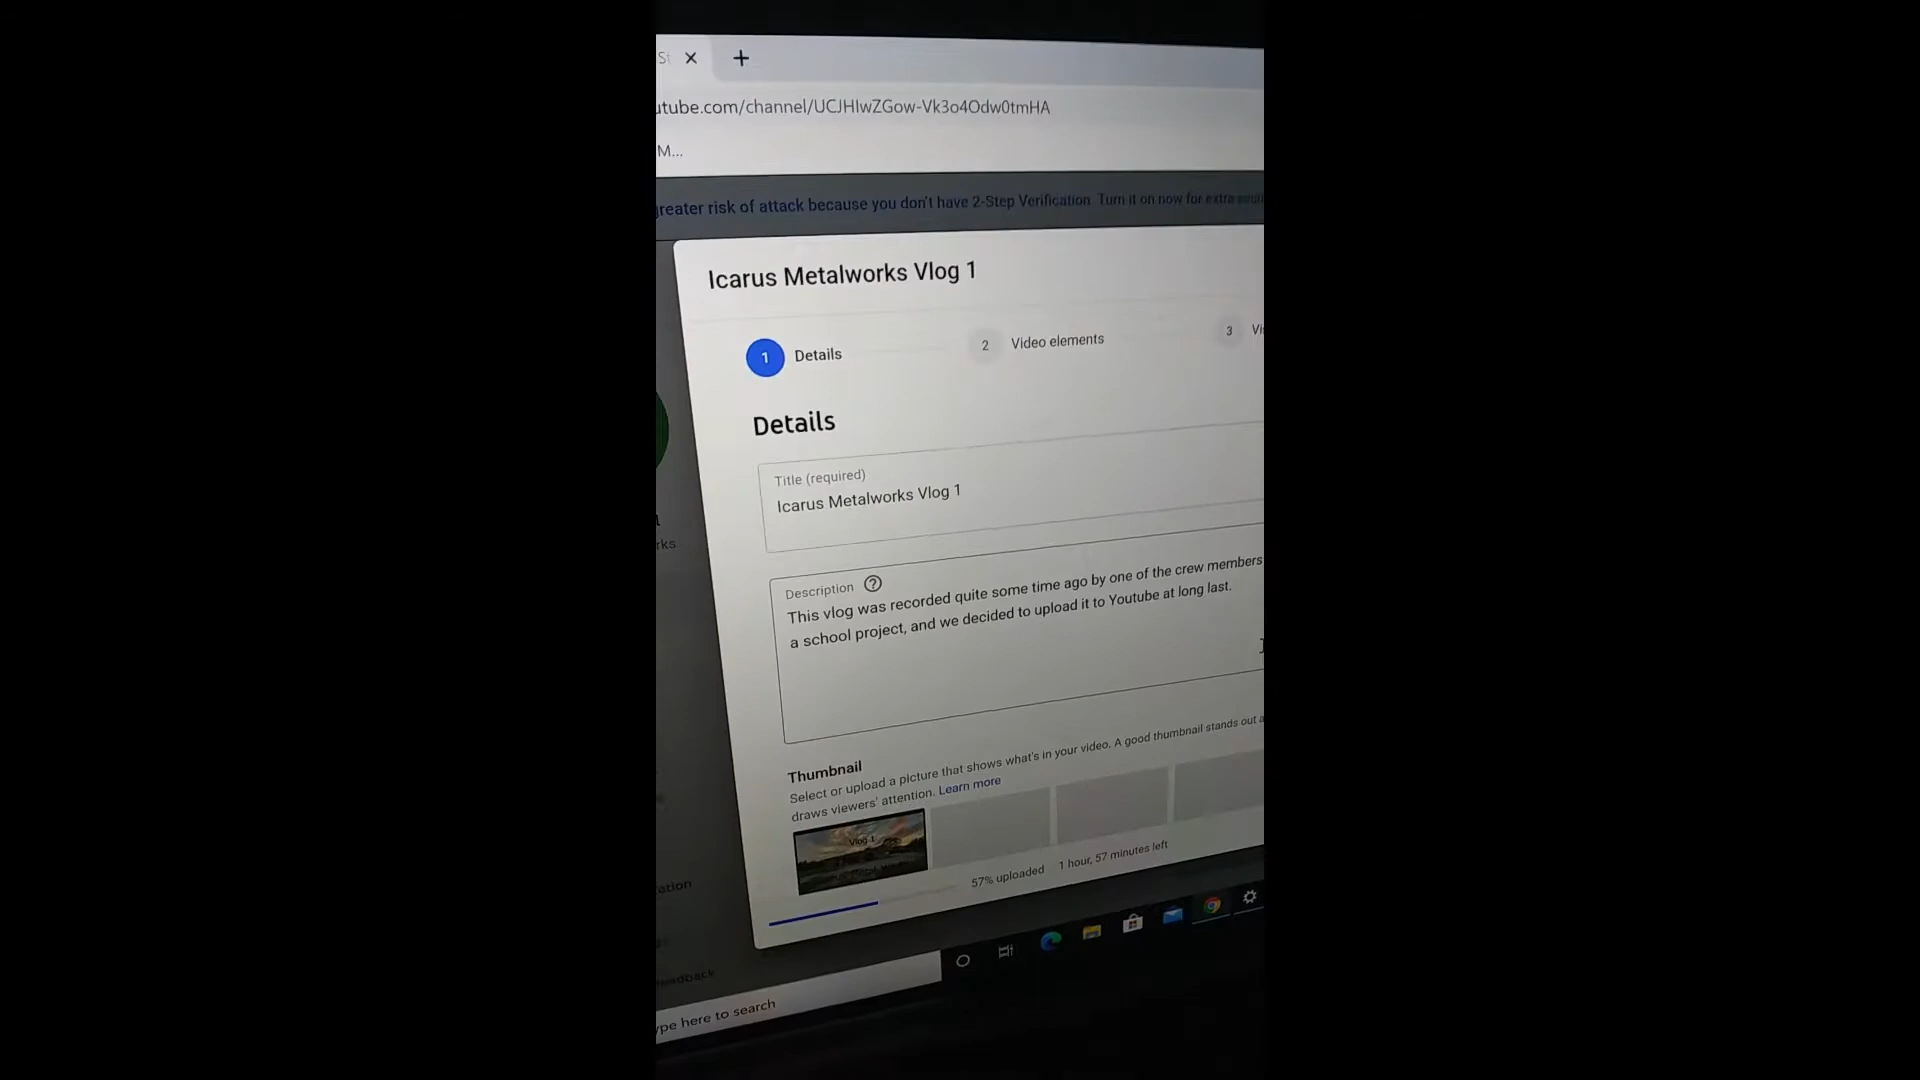 St
utube.com/channel/UCJHIwZGow-Vk3o4Odw0tmHA
M...
greater risk of attack because you don't have 2-Step Verification Turn it on now for extra
Icarus Metalworks Vlog 1
1 Details
2 Video elements
3 Vi
Details
Title (required)
Icarus Metalworks Vlog 1
rks
Description
This vlog was recorded quite some time ago by one of the crew members
a school project, and we decided to upload it to Youtube at long last.
Thumbnail
Select or upload a picture that shows what's in your video. A good thumbnail stands out a
draws viewers' attention. Learn more
Vlog 1
57% uploaded 1 hour, 57 minutes left
ation
eedback
ype here to search